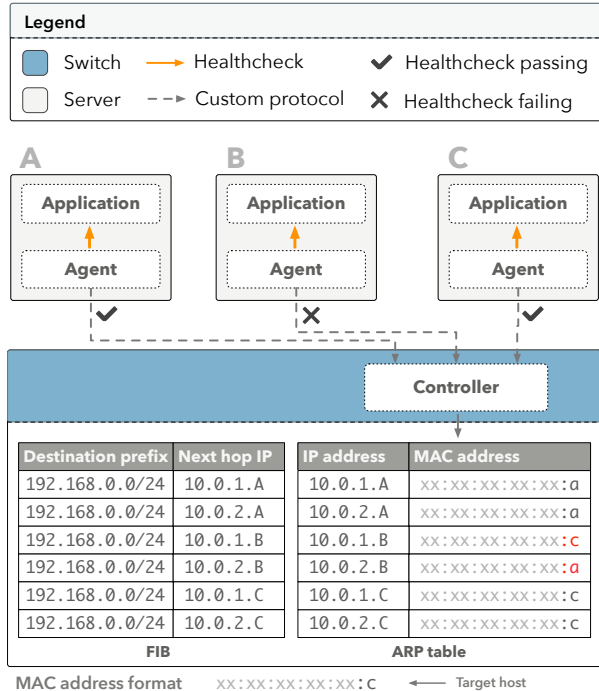 Legend
Switch Healthcheck Healthcheck passing
Server Custom protocol Healthcheck failing
A B C
Application Application Application
Agent Agent Agent
Controller
Destination prefix Next hop IP IP address MAC address
192.168.0.0/24 10.0.1.A 10.0.1.A xx:xx:xx:xx:xx:a
192.168.0.0/24 10.0.2.A 10.0.2.A xx:xx:xx:xx:xx:a
192.168.0.0/24 10.0.1.B 10.0.1.B xx:xx:xx:xx:xx:c
192.168.0.0/24 10.0.2.B 10.0.2.B xx:xx:xx:xx:xx:a
192.168.0.0/24 10.0.1.C 10.0.1.C xx:xx:xx:xx:xx:c
192.168.0.0/24 10.0.2.C 10.0.2.C xx:xx:xx:xx:xx:c
FIB ARP table
MAC address format xx:xx:xx:xx:xx:c Target host